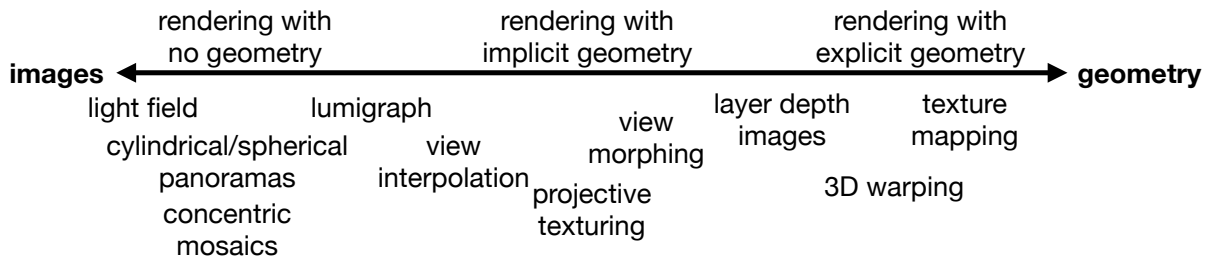 rendering with
no geometry
rendering with
implicit geometry
rendering with
explicit geometry
images
geometry
light field
lumigraph
layer depth
images
texture
mapping
cylindrical/spherical
panoramas
view
interpolation
view
morphing
projective
texturing
3D warping
concentric
mosaics